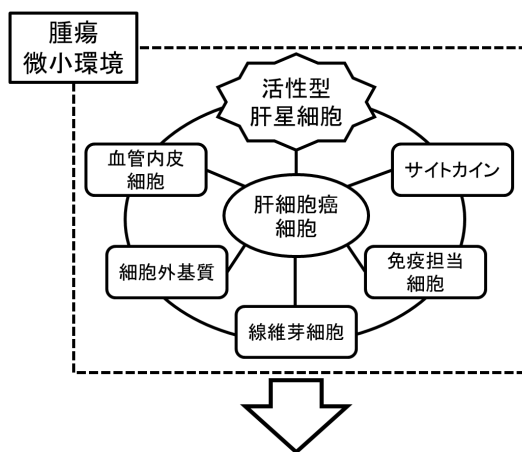 腫瘍
微小環境
活性型
肝星細胞
血管内皮
細胞
サイトカイン
肝細胞癌
細胞
細胞外基質
免疫担当
細胞
線維芽細胞